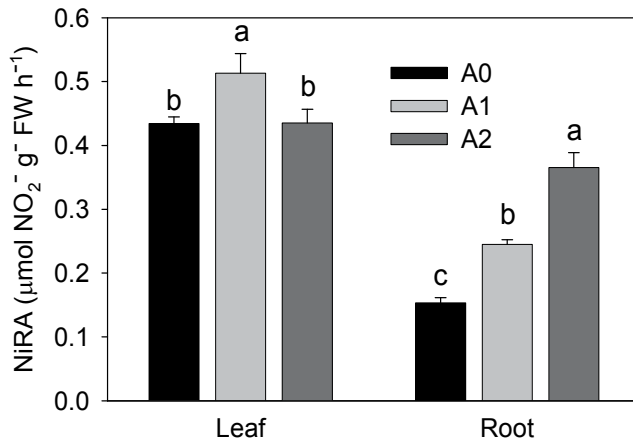 NiRA (μmol NO₂⁻ g⁻ FW h⁻¹)
0.6
0.5
0.4
0.3
0.2
0.1
0.0
A0
A1
A2
b
a
b
c
b
a
Leaf
Root